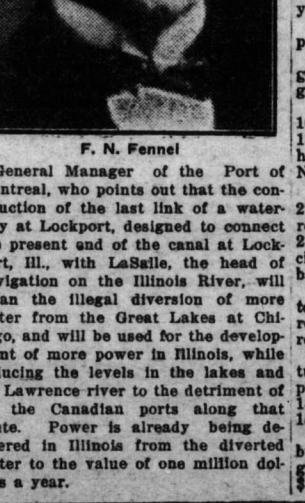 F. N. Fennel
General Manager of the Port of
ntreal, who points out that the con-
uction of the last link of a water-
y at Lockport, designed to connect
present end of the canal at Lock-
rt, Ill., with LaSalle, the head of
vigation on the Illinois River, will
an the illegal diversion of more
ter from the Great Lakes at Chi-
go, and will be used for the develop-
nt of more power in Illinois, while
ucing the levels in the lakes and
Lawrence river to the detriment of
the Canadian ports along that
te. Power is already being de-
ered in Illinois from the diverted
ter to the value of one million dol-
s a year.